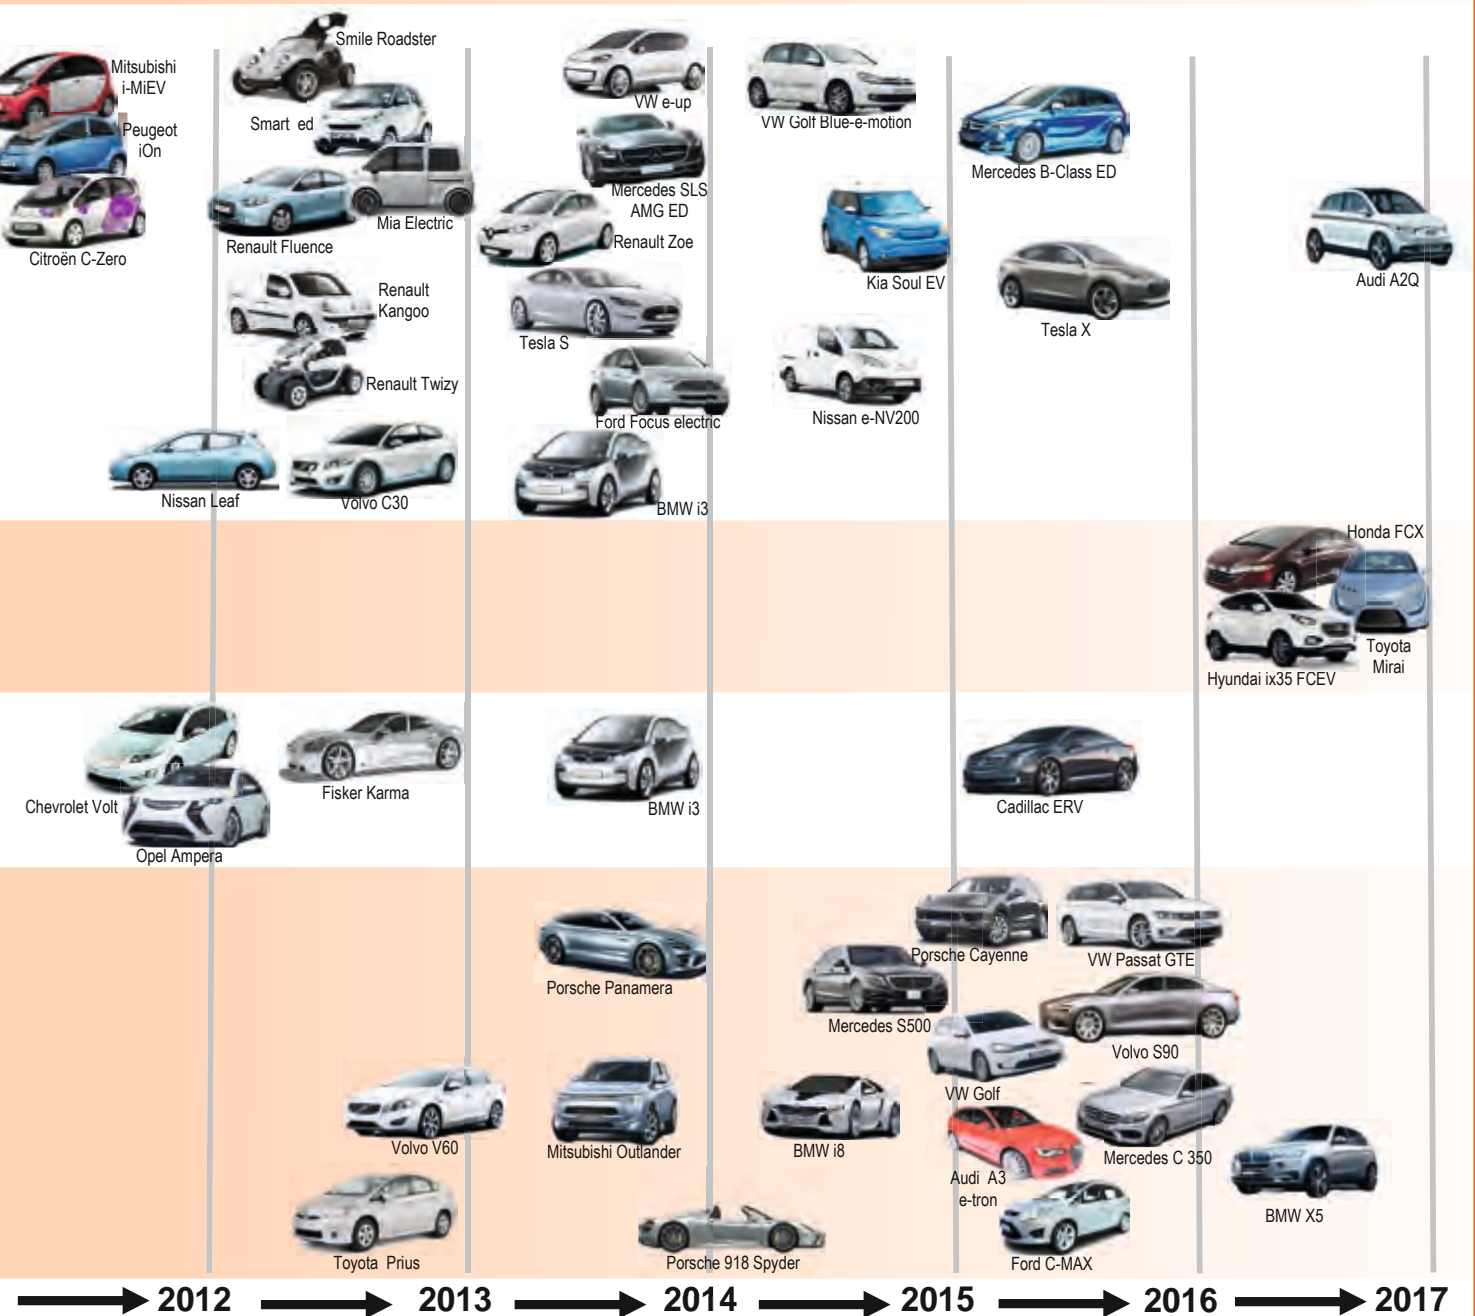 Smile Roadster
Mitsubishi
i-MiEV
VW e-up
Smart ed
VW Golf Blue-e-motion
Peugeot
iOn
Mercedes B-Class ED
Mercedes SLS
AMG ED
Mia Electric
Renault Fluence
Renault Zoe
Citroën C-Zero
Kia Soul EV
Audi A2Q
Renault
Kangoo
Tesla X
Tesla S
Renault Twizy
Nissan e-NV200
Ford Focus electric
Nissan Leaf
Volvo C30
BMW i3
Honda FCX
Toyota
Mirai
Hyundai ix35 FCEV
Chevrolet Volt
Fisker Karma
BMW i3
Cadillac ERV
Opel Ampera
Porsche Cayenne
VW Passat GTE
Porsche Panamera
Mercedes S500
Volvo S90
VW Golf
Volvo V60
Mitsubishi Outlander
BMW i8
Mercedes C 350
Audi A3
e-tron
BMW X5
Toyota Prius
Porsche 918 Spyder
Ford C-MAX
2012 2013 2014 2015 2016 2017